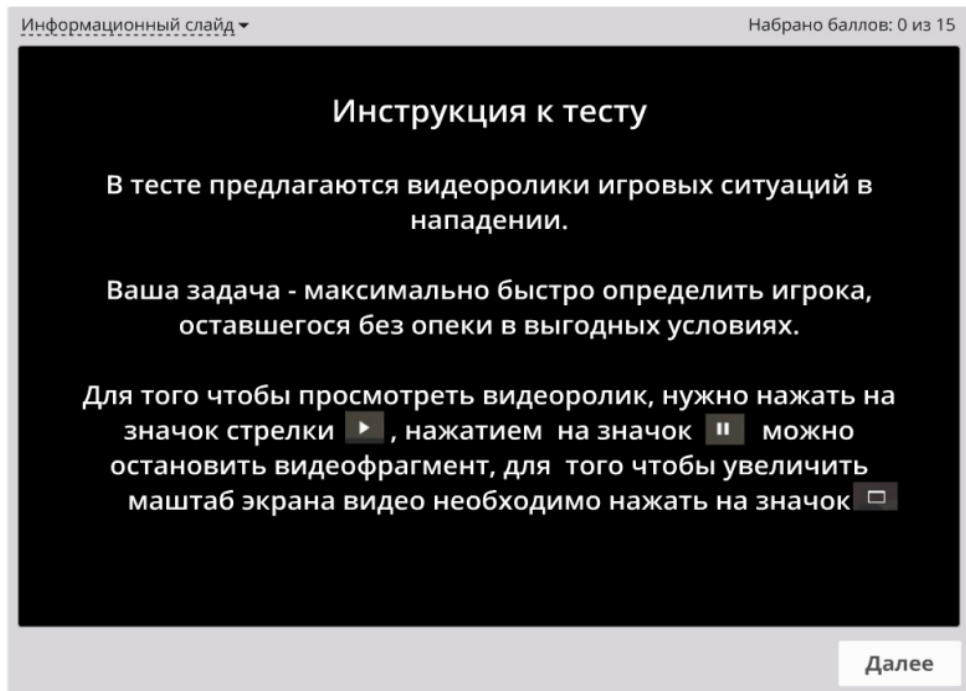 Информационный слайд
Набрано баллов: 0 из 15
Инструкция к тесту
В тесте предлагаются видеоролики игровых ситуаций в
нападении.
Ваша задача - максимально быстро определить игрока,
оставшегося без опеки в выгодных условиях.
Для того чтобы просмотреть видеоролик, нужно нажать на
значок стрелки , нажатием на значок можно
остановить видеофрагмент, для того чтобы увеличить
маштаб экрана видео необходимо нажать на значок
Далее